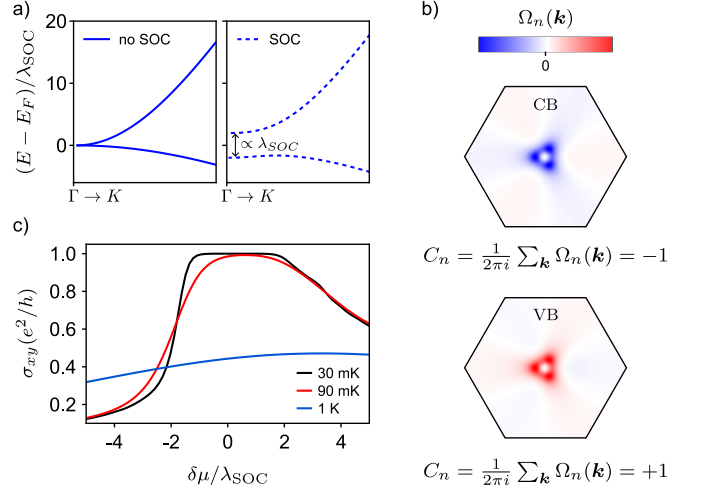 a)
20
10
0
(E − E_F)/λ_SOC
no SOC
SOC
∝ λ_SOC
Γ → K
Γ → K
b)
Ω_n(k)
0
CB
C_n = 1/2πi ∑_k Ω_n(k) = −1
VB
C_n = 1/2πi ∑_k Ω_n(k) = +1
c)
1.0
0.8
0.6
0.4
0.2
σ_xy(e²/h)
30 mK
90 mK
1 K
-4
-2
0
2
4
δμ/λ_SOC